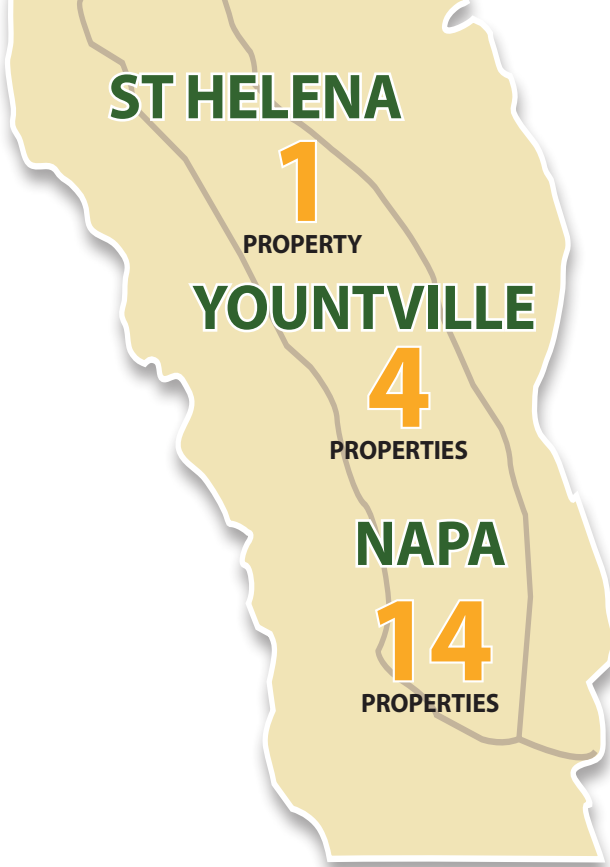 ST HELENA
1
PROPERTY
YOUNTVILLE
4
PROPERTIES
NAPA
14
PROPERTIES